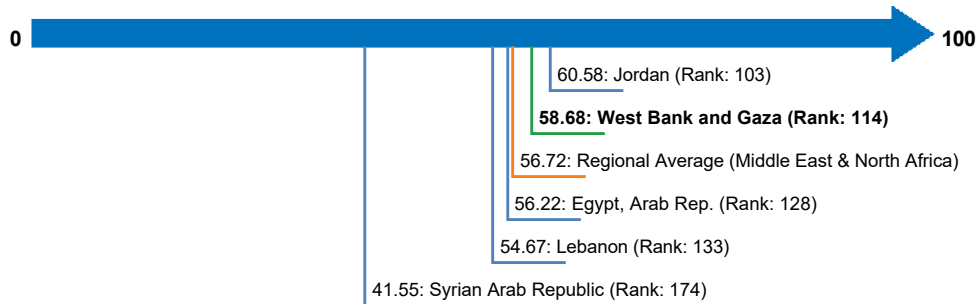 0
100
60.58: Jordan (Rank: 103)
58.68: West Bank and Gaza (Rank: 114)
56.72: Regional Average (Middle East & North Africa)
56.22: Egypt, Arab Rep. (Rank: 128)
54.67: Lebanon (Rank: 133)
41.55: Syrian Arab Republic (Rank: 174)